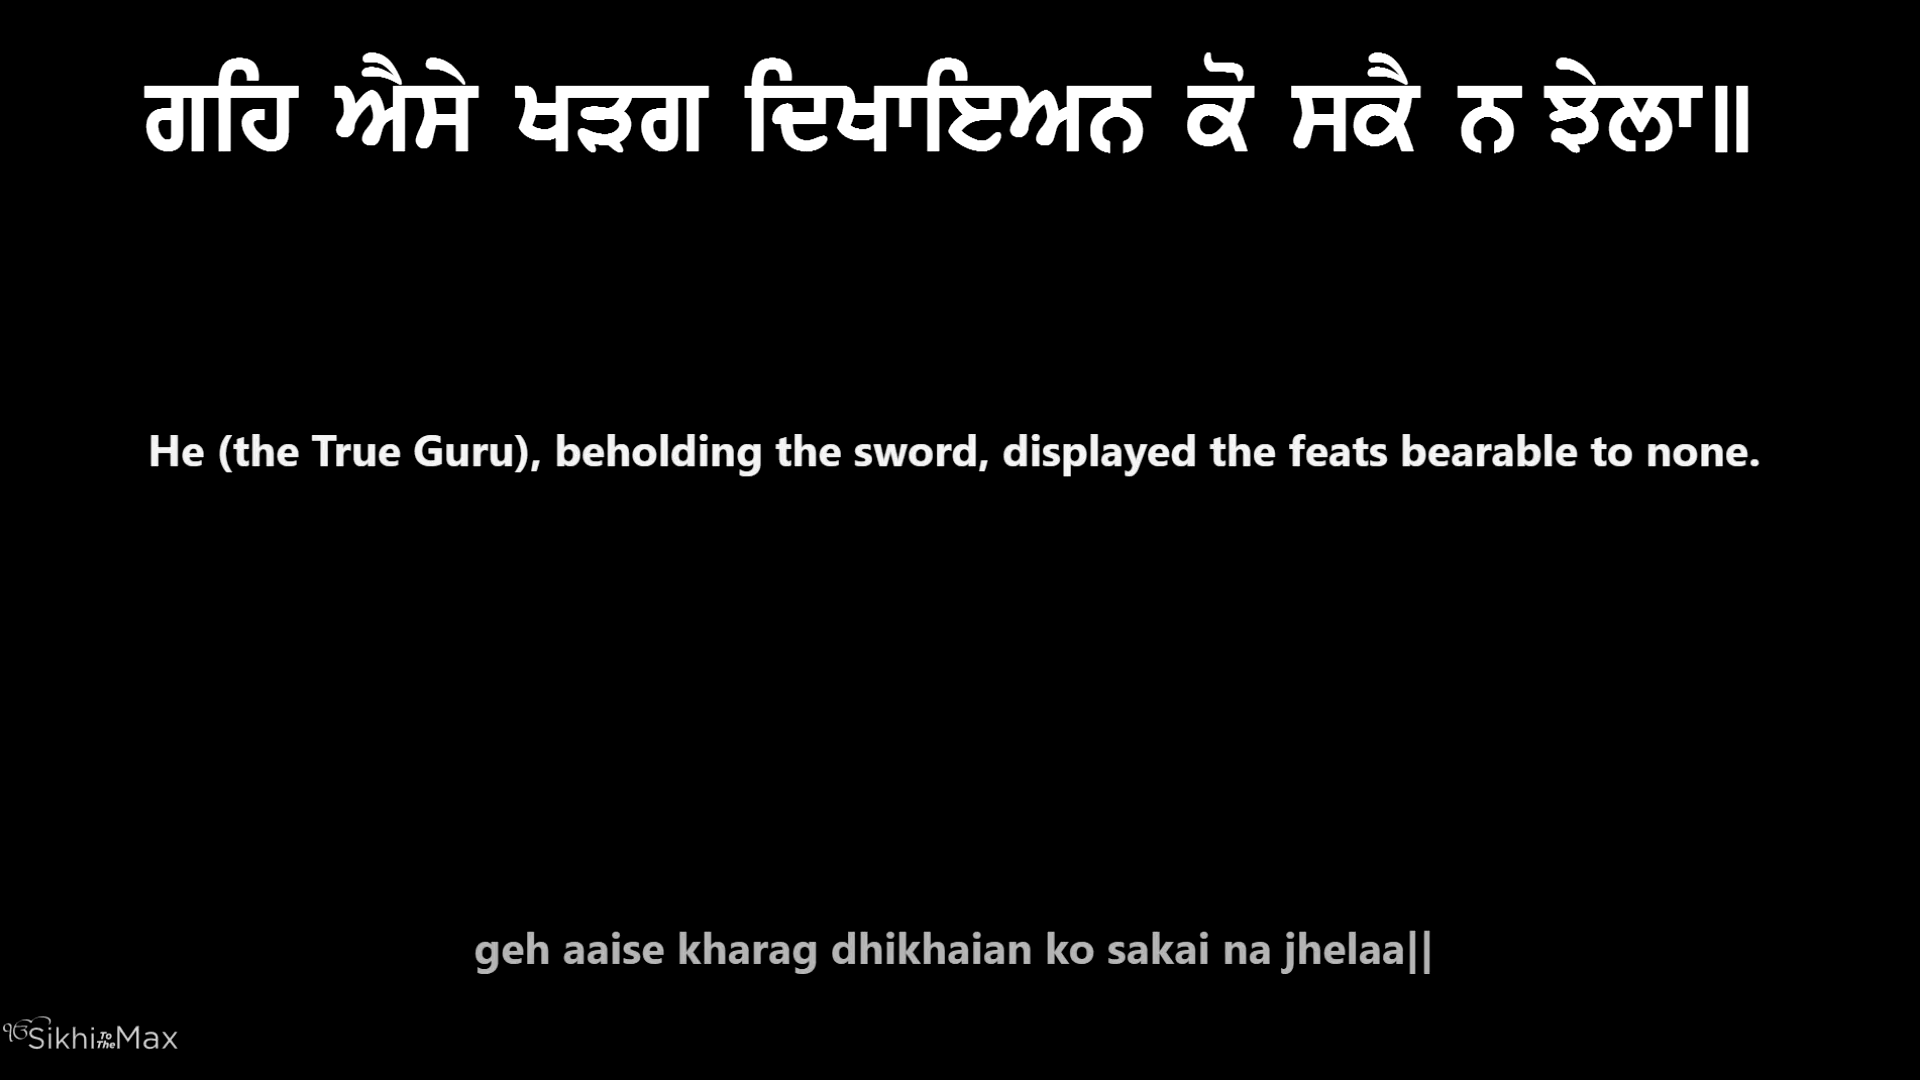 ਗਹਿ ਐਸੇ ਖੜਗ ਦਿਖਾਇਅਨ ਕੋ ਸਕੈ ਨ ਝੇਲਾ॥
He (the True Guru), beholding the sword, displayed the feats bearable to none.
geh aaise kharag dhikhaian ko sakai na jhelaa||
ੴSikhiToTheMax